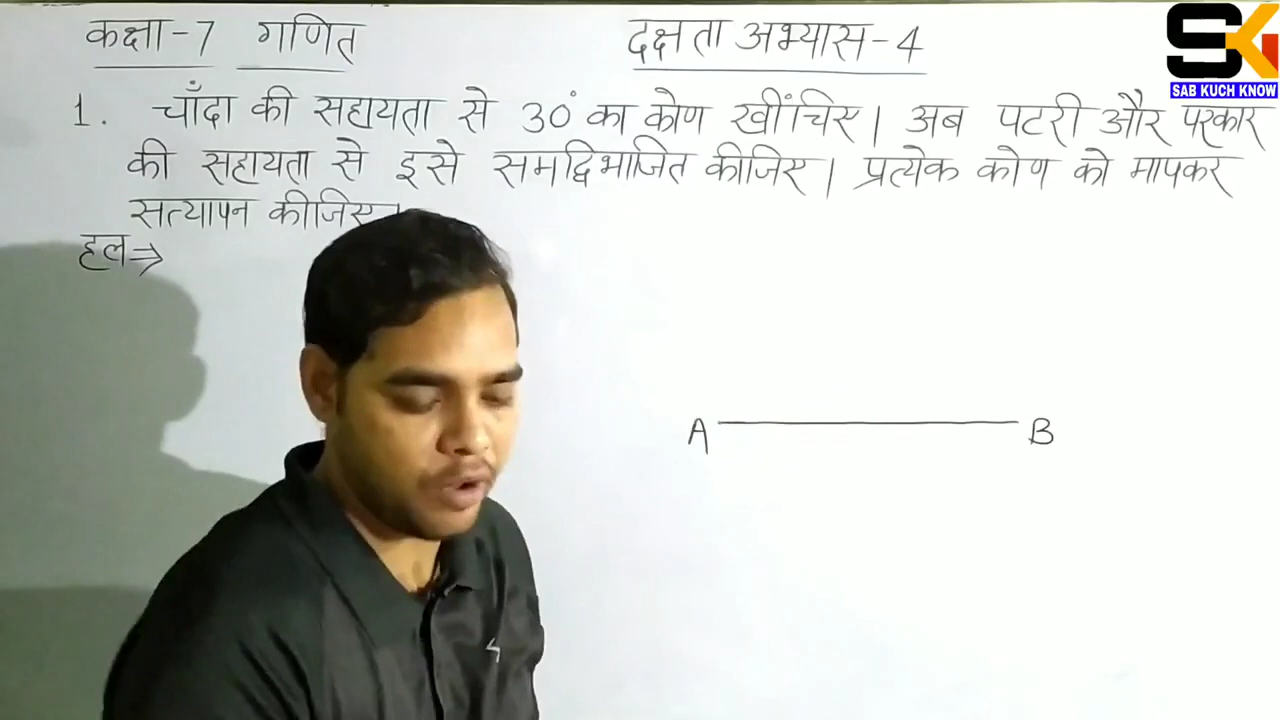 कक्षा-7 गणित दक्षता अभ्यास-4
SK
SAB KUCH KNOW
1. चाँदा की सहायता से 30° का कोण खींचिए। अब पटरी और परकार
की सहायता से इसे समद्विभाजित कीजिए। प्रत्येक कोण को मापकर
सत्यापन कीजिए।
हल⇒
A B